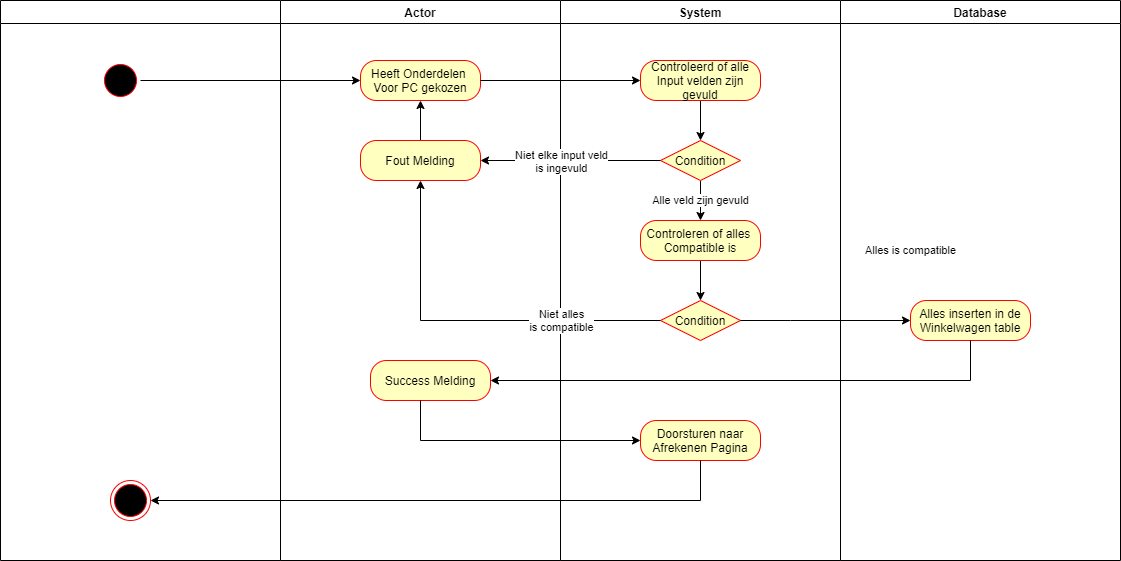 Actor
System
Database
Heeft Onderdelen
Voor PC gekozen
Controleerd of alle
Input velden zijn
gevuld
Fout Melding
Niet elke input veld
is ingevuld
Condition
Alle veld zijn gevuld
Controleren of alles
Compatible is
Alles is compatible
Niet alles
is compatible
Condition
Alles inserten in de
Winkelwagen table
Success Melding
Doorsturen naar
Afrekenen Pagina